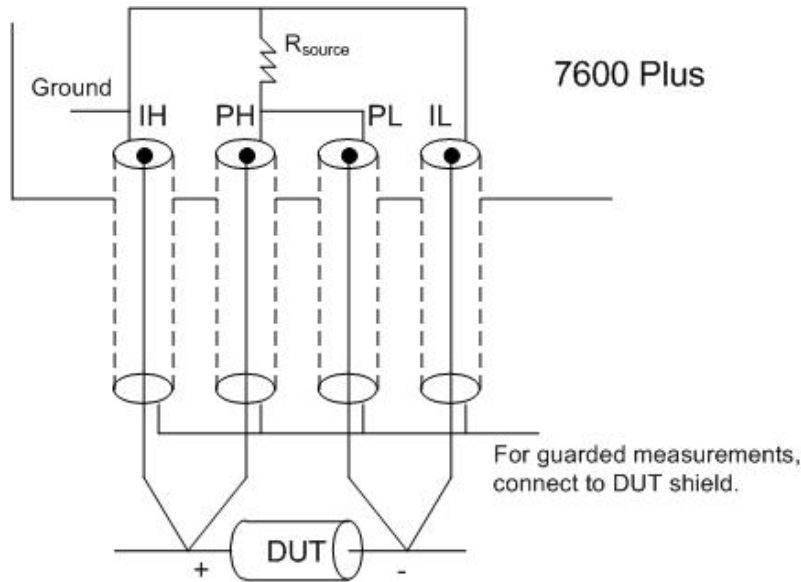 R_source
7600 Plus
Ground
IH PH PL IL
For guarded measurements,
connect to DUT shield.
DUT
+ -